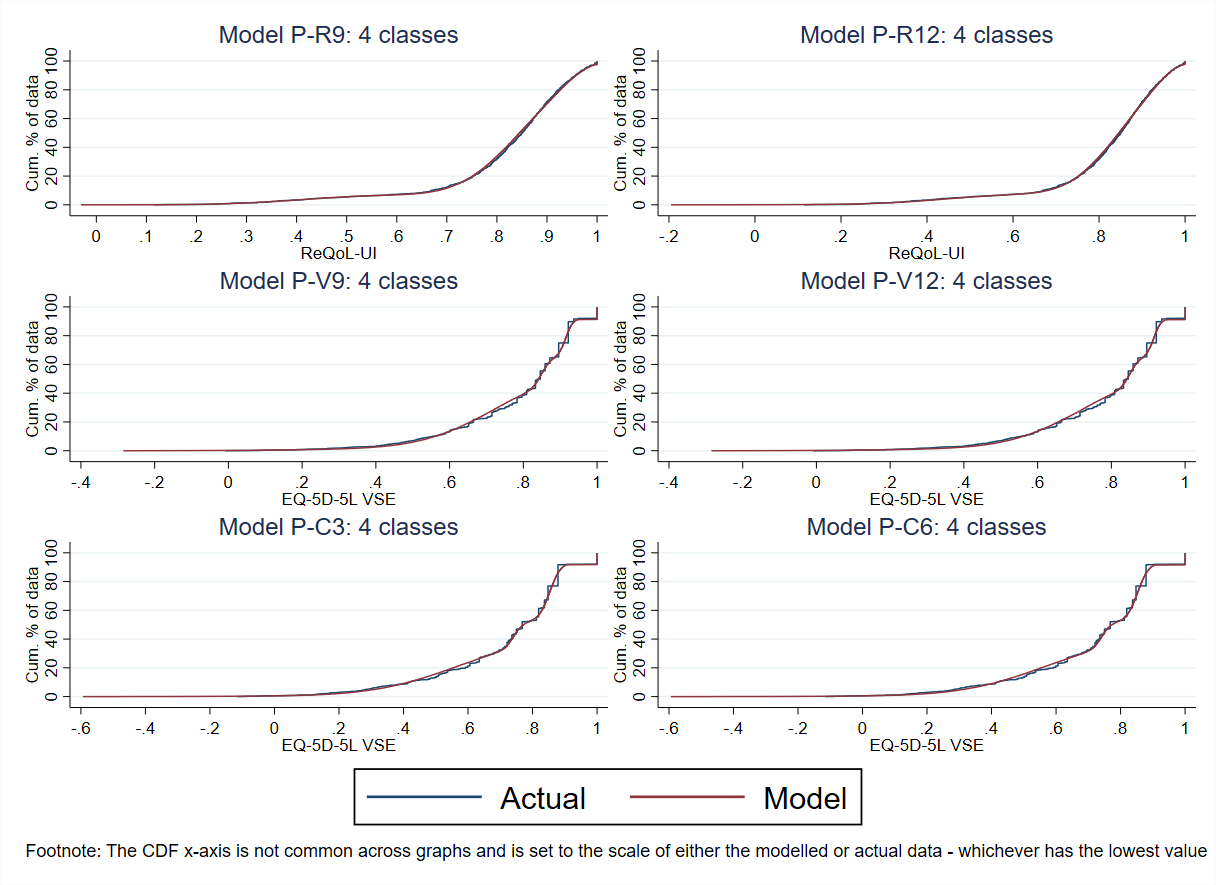 Model P-R9: 4 classes
Cum. % of data
0 20 40 60 80 100
0 .1 .2 .3 .4 .5 .6 .7 .8 .9 1
ReQoL-UI
Model P-R12: 4 classes
Cum. % of data
0 20 40 60 80 100
-.2 0 .2 .4 .6 .8 1
ReQoL-UI
Model P-V9: 4 classes
Cum. % of data
0 20 40 60 80 100
-.4 -.2 0 .2 .4 .6 .8 1
EQ-5D-5L VSE
Model P-V12: 4 classes
Cum. % of data
0 20 40 60 80 100
-.4 -.2 0 .2 .4 .6 .8 1
EQ-5D-5L VSE
Model P-C3: 4 classes
Cum. % of data
0 20 40 60 80 100
-.6 -.4 -.2 0 .2 .4 .6 .8 1
EQ-5D-5L VSE
Model P-C6: 4 classes
Cum. % of data
0 20 40 60 80 100
-.6 -.4 -.2 0 .2 .4 .6 .8 1
EQ-5D-5L VSE
Actual Model
Footnote: The CDF x-axis is not common across graphs and is set to the scale of either the modelled or actual data - whichever has the lowest value